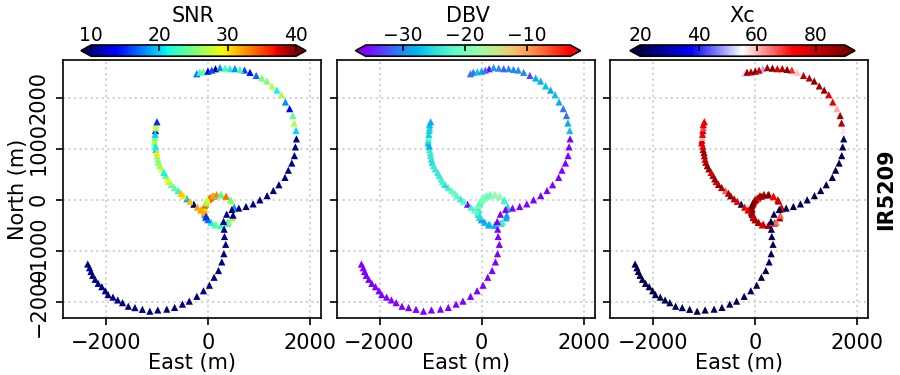 SNR DBV Xc
10 20 30 40 −30 −20 −10 20 40 60 80
North (m)
2000
1000
0
−1000
−2000
IR5209
−2000 0 2000 −2000 0 2000 −2000 0 2000
East (m) East (m) East (m)